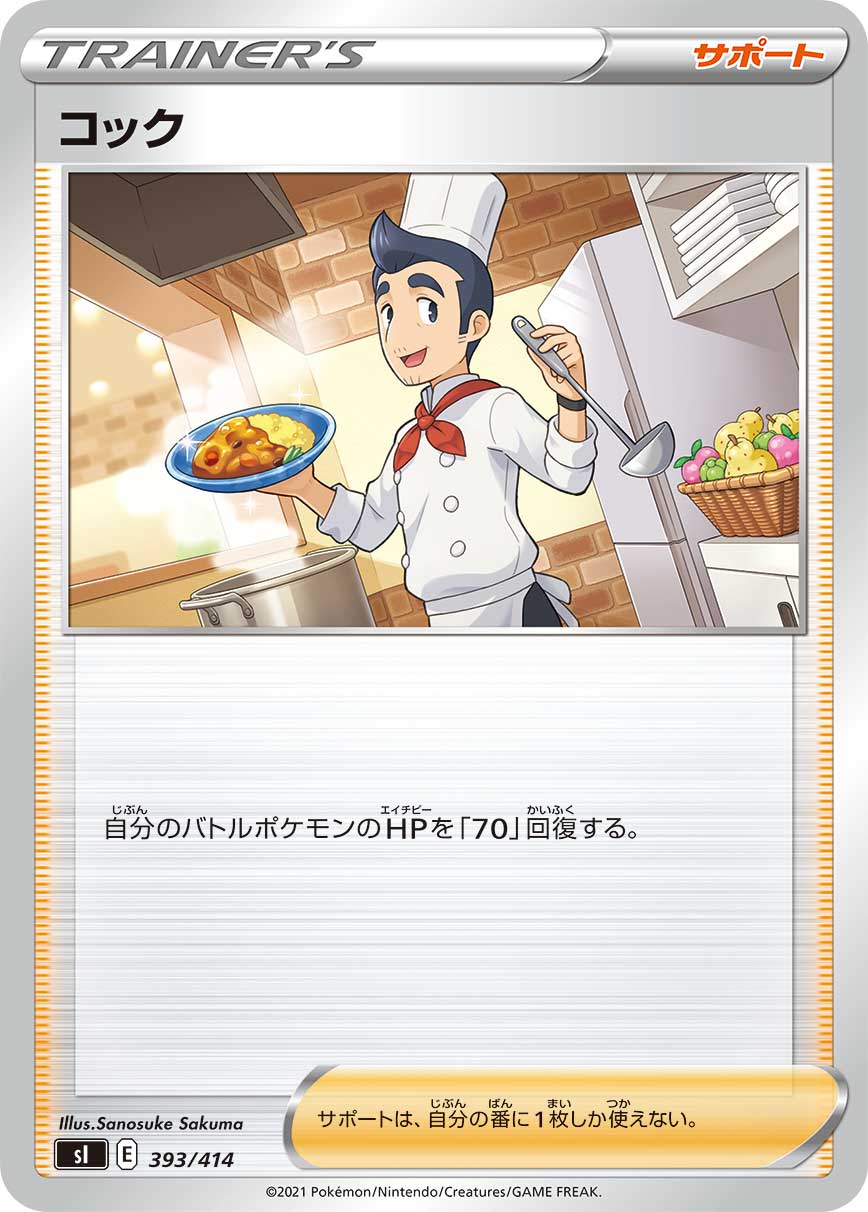 TRAINER'S サポート
コック
じぶん エイチピー かいふく
自分のバトルポケモンのHPを「70」回復する。
Illus.Sanosuke Sakuma
じぶん ばん まい つか
サポートは、自分の番に1枚しか使えない。
sI E 393/414
©2021 Pokémon/Nintendo/Creatures/GAME FREAK.